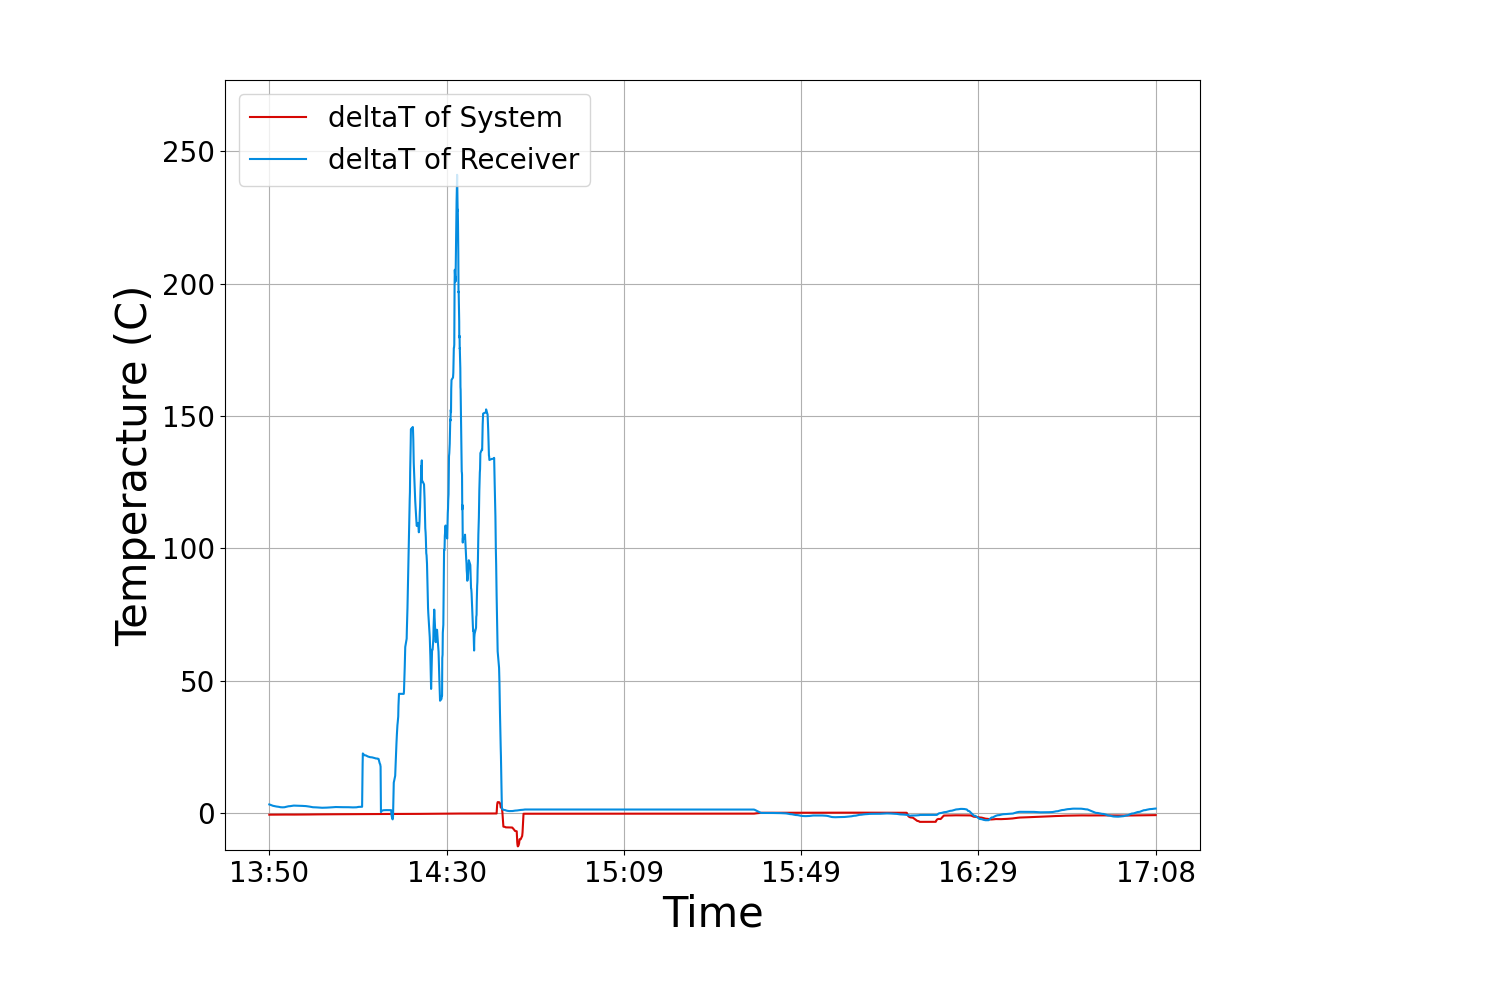 deltaT of System
deltaT of Receiver
250
200
150
100
50
0
Temperacture (C)
13:50 14:30 15:09 15:49 16:29 17:08
Time